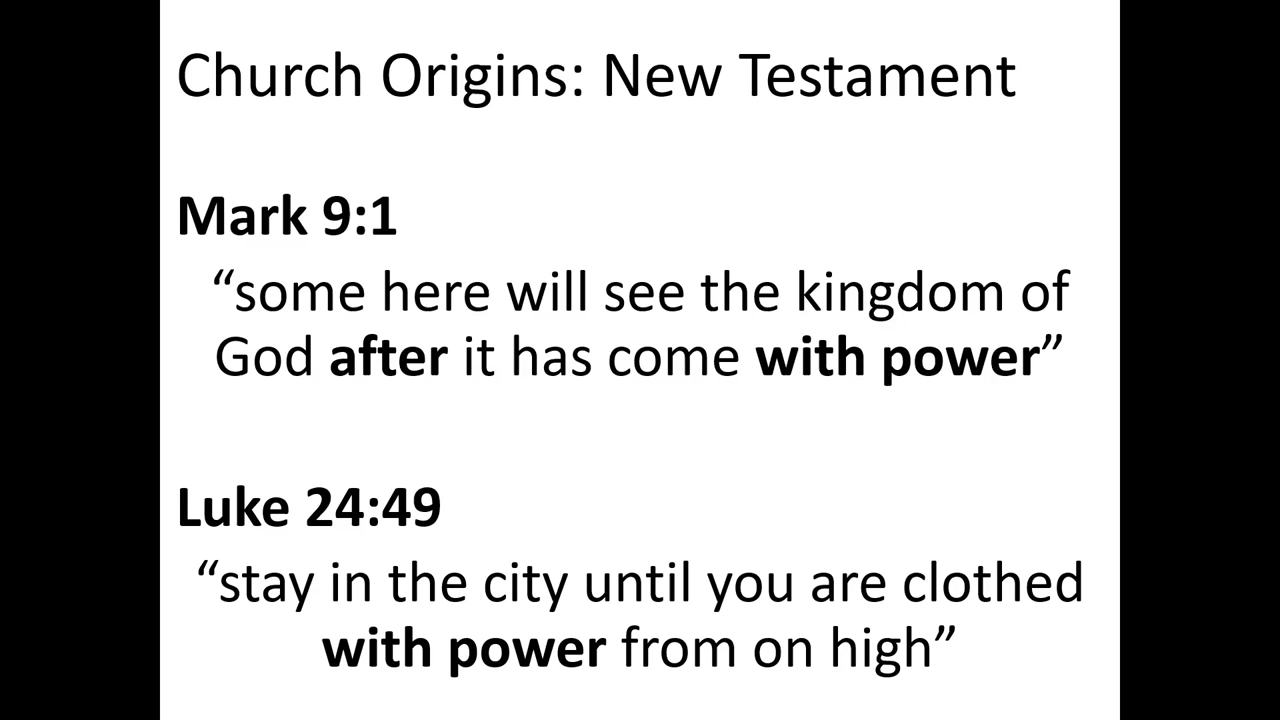 Church Origins: New Testament
Mark 9:1
“some here will see the kingdom of
God after it has come with power”
Luke 24:49
“stay in the city until you are clothed
with power from on high”